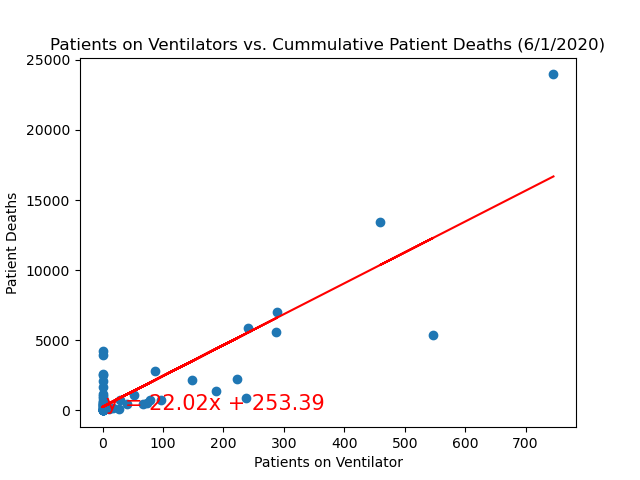 Patients on Ventilators vs. Cummulative Patient Deaths (6/1/2020)
25000
20000
15000
10000
5000
0
Patient Deaths
= 22.02x + 253.39
0 100 200 300 400 500 600 700
Patients on Ventilator